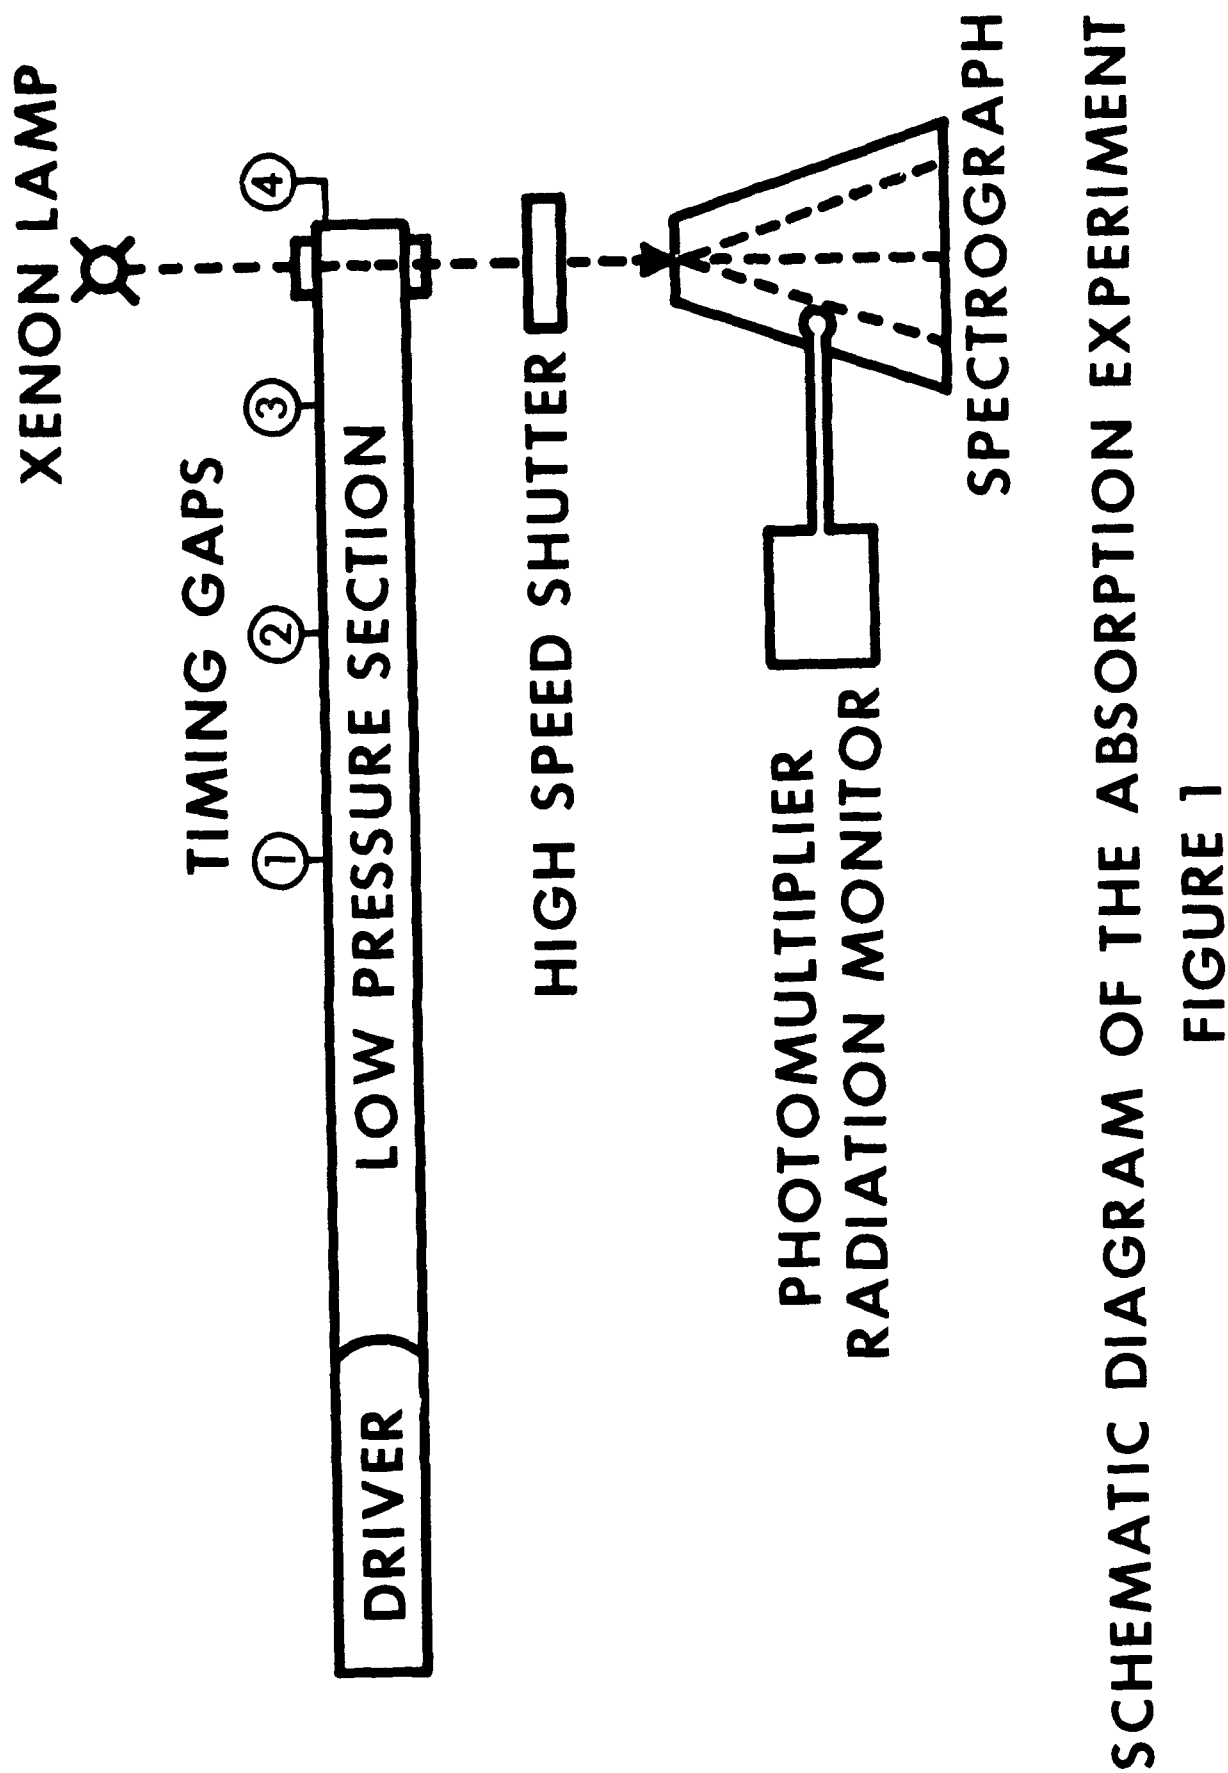 XENON LAMP
TIMING GAPS
1 2 3 4
DRIVER
LOW PRESSURE SECTION
HIGH SPEED SHUTTER
PHOTOMULTIPLIER
RADIATION MONITOR
SPECTROGRAPH
SCHEMATIC DIAGRAM OF THE ABSORPTION EXPERIMENT
FIGURE 1